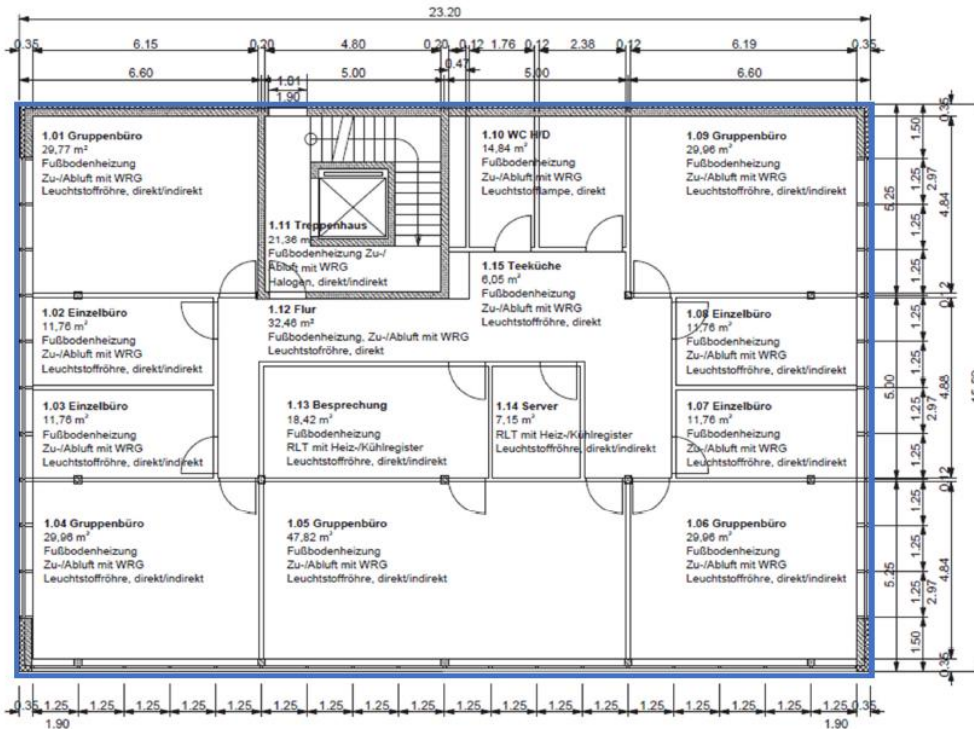 23.20
0.35 6.15 0.20 4.80 0.20 0.12 1.76 0.12 2.38 0.12 6.19 0.35
0.47
6.60 5.00 5.00 6.60
1.01
1.90
1.01 Gruppenbüro
29,77 m²
Fußbodenheizung
Zu-/Abluft mit WRG
Leuchtstoffröhre, direkt/indirekt
1.10 WC H/D
14,84 m²
Fußbodenheizung
Zu-/Abluft mit WRG
Leuchtstofflampe, direkt
1.09 Gruppenbüro
29,96 m²
Fußbodenheizung
Zu-/Abluft mit WRG
Leuchtstoffröhre, direkt/indirekt
1.11 Treppenhaus
21,36 m
Fußbodenheizung Zu-/
Abluft mit WRG
Halogen, direkt/indirekt
1.15 Teeküche
6,05 m²
Fußbodenheizung
Zu-/Abluft mit WRG
Leuchtstoffröhre, direkt
1.02 Einzelbüro
11,76 m²
Fußbodenheizung
Zu-/Abluft mit WRG
Leuchtstoffröhre, direkt/indirekt
1.12 Flur
32,46 m²
Fußbodenheizung, Zu-/Abluft mit WRG
Leuchtstofröhre, direkt
1.08 Einzelbüro
11,76 m²
Fußbodenheizung
Zu-/Abluft mit WRG
Leuchtstoffröhre, direkt/indirekt
1.03 Einzelbüro
11,76 m²
Fußbodenheizung
Zu-/Abluft mit WRG
Leuchtstoffröhre, direkt/indirekt
1.13 Besprechung
18,42 m²
Fußbodenheizung
RLT mit Heiz-/Kühlregister
Leuchtstoffröhre, direkt/indirekt
1.14 Server
7,15 m²
RLT mit Heiz-/Kühlregister
Leuchtstoffröhre, direkt/indirekt
1.07 Einzelbüro
11,76 m²
Fußbodenheizung
Zu-/Abluft mit WRG
Leuchtstoffröhre, direkt/indirekt
1.04 Gruppenbüro
29,96 m²
Fußbodenheizung
Zu-/Abluft mit WRG
Leuchtstoffröhre, direkt/indirekt
1.05 Gruppenbüro
47,82 m²
Fußbodenheizung
Zu-/Abluft mit WRG
Leuchtstoffröhre, direkt/indirekt
1.06 Gruppenbüro
29,96 m²
Fußbodenheizung
Zu-/Abluft mit WRG
Leuchtstoffröhre, direkt/indirekt
5.25 5.00 5.25
1.50 1.25 1.25 1.25 1.25 1.25 1.25 1.25 1.25 1.25 1.50
2.97 2.97 2.97
0.35 4.84 0.12 4.88 0.12 4.84 0.35
0.35 1.25 1.25 1.25 1.25 1.25 1.25 1.25 1.25 1.25 1.25 1.25 1.25 1.25 1.25 1.25 1.25 1.25 1.25 0.35
1.90 1.90